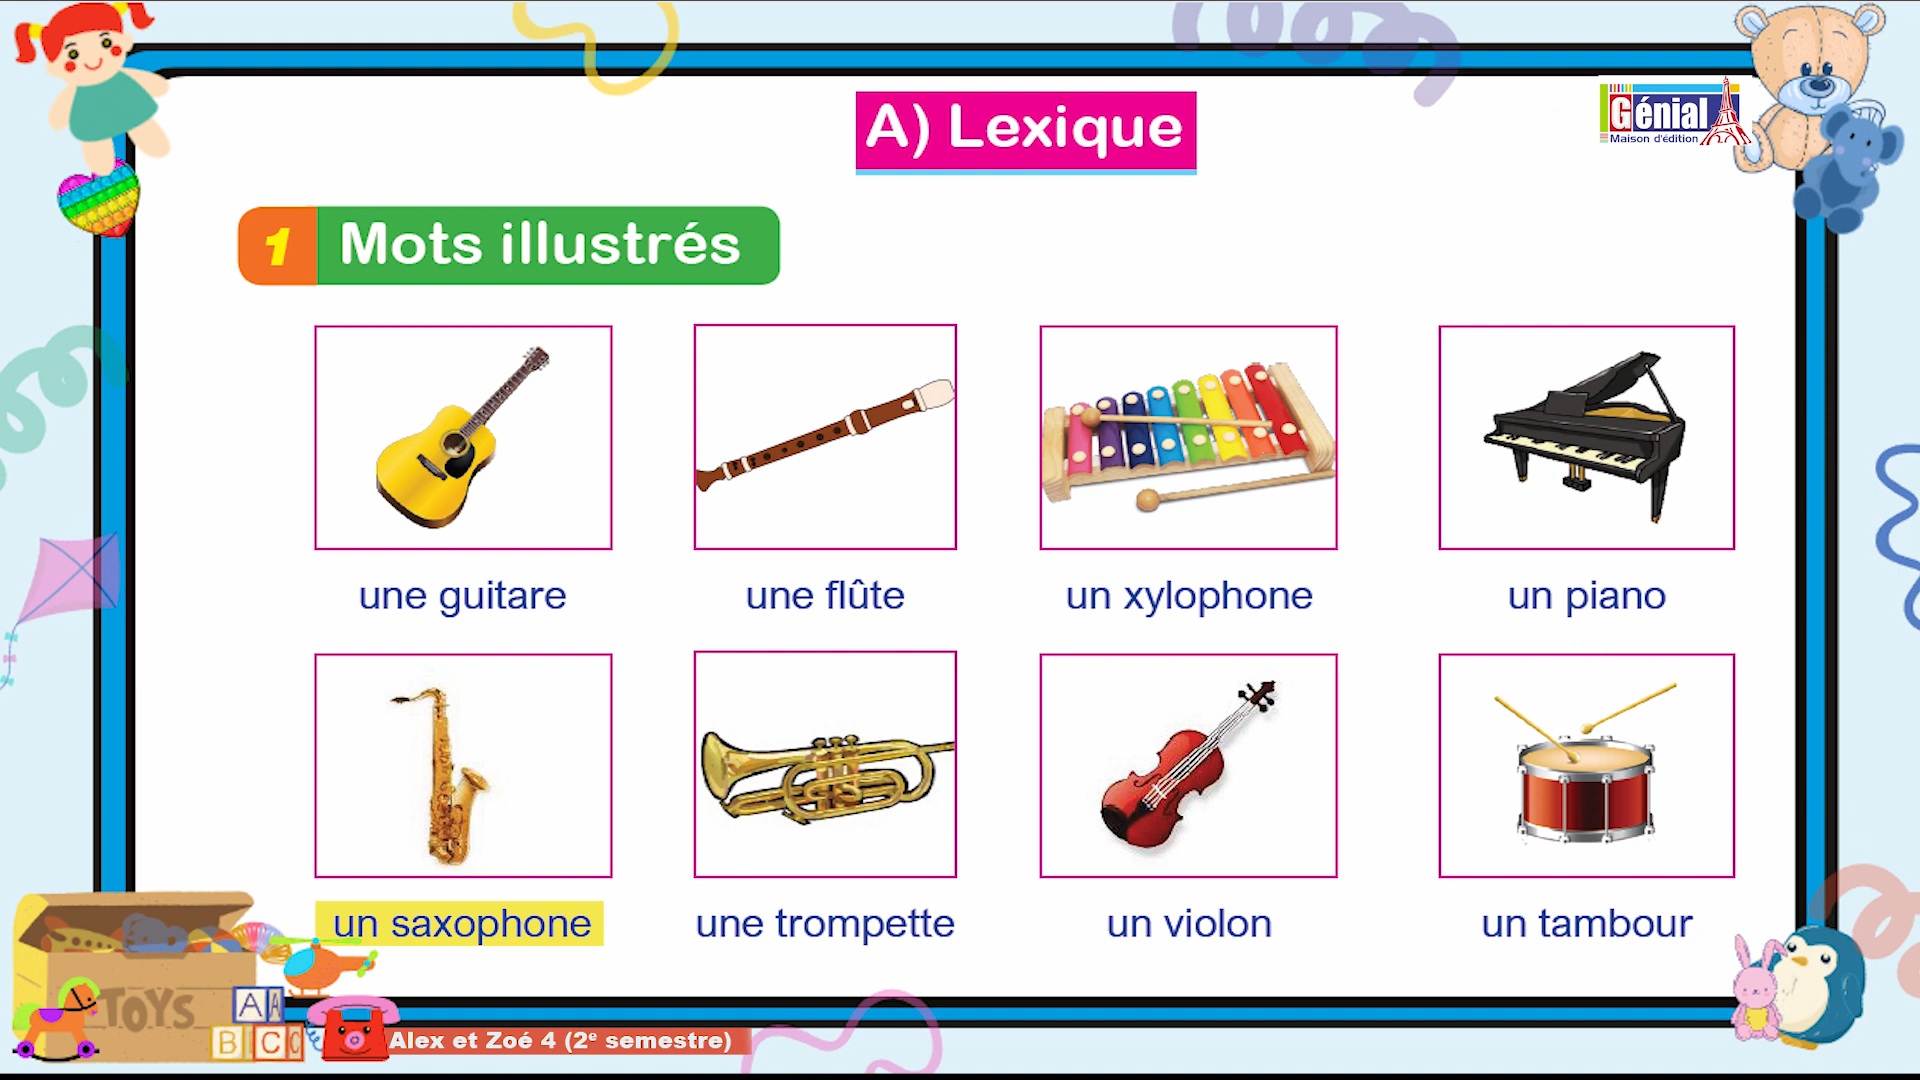 A) Lexique
Génial
Maison d'édition
1 Mots illustrés
une guitare
une flûte
un xylophone
un piano
un saxophone
une trompette
un violon
un tambour
TOYS
A A
B C C
Alex et Zoé 4 (2e semestre)